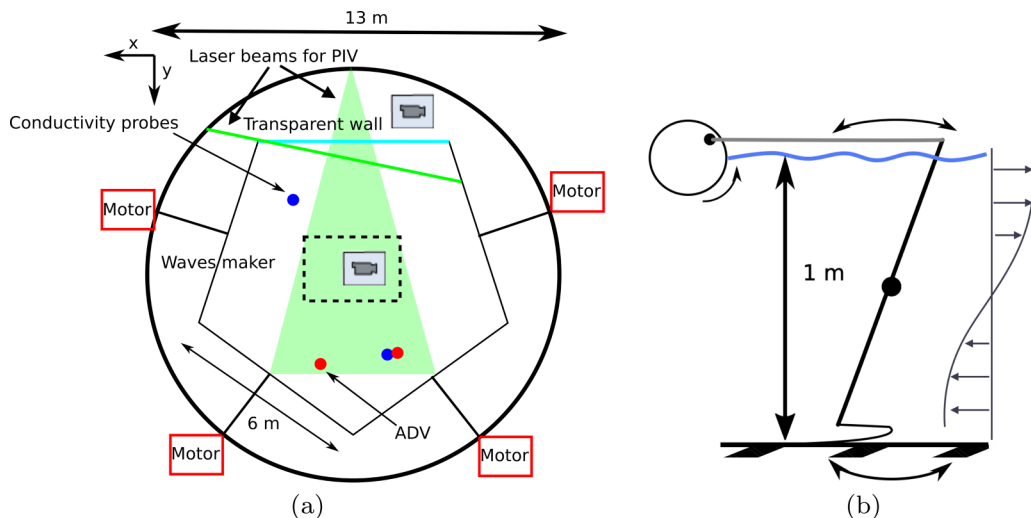 13 m
x
y
Laser beams for PIV
Conductivity probes
Transparent wall
Motor
Motor
Waves maker
1 m
6 m
ADV
Motor
Motor
(a)
(b)